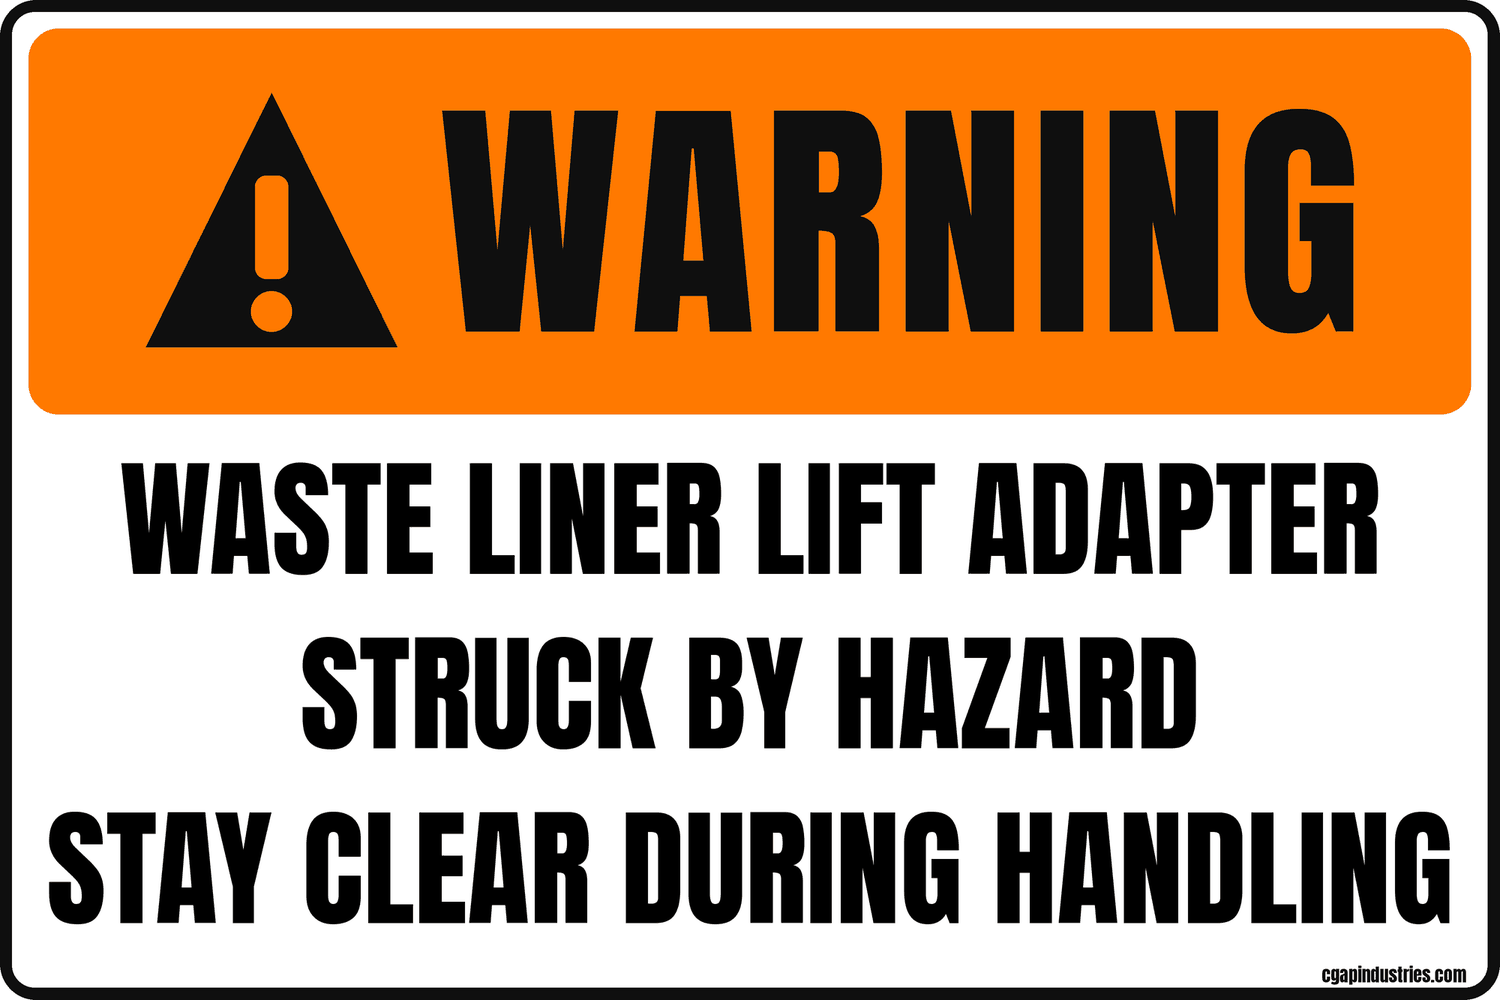 WARNING
WASTE LINER LIFT ADAPTER
STRUCK BY HAZARD
STAY CLEAR DURING HANDLING
cgapindustries.com